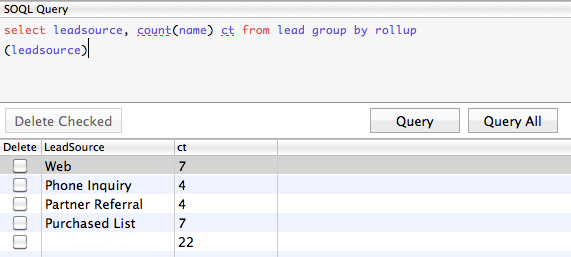 SOQL Query
select leadsource, count(name) ct from lead group by rollup
(leadsource)
Delete Checked Query Query All
Delete LeadSource ct
Web 7
Phone Inquiry 4
Partner Referral 4
Purchased List 7
22